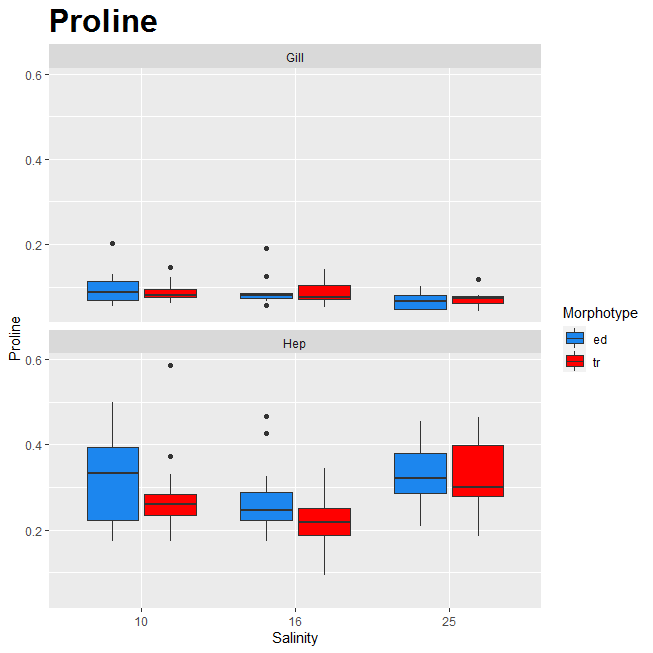 Proline
Gill
0.6
0.4
0.2
Hep
0.6
0.4
0.2
Proline
10
16
25
Salinity
Morphotype
ed
tr